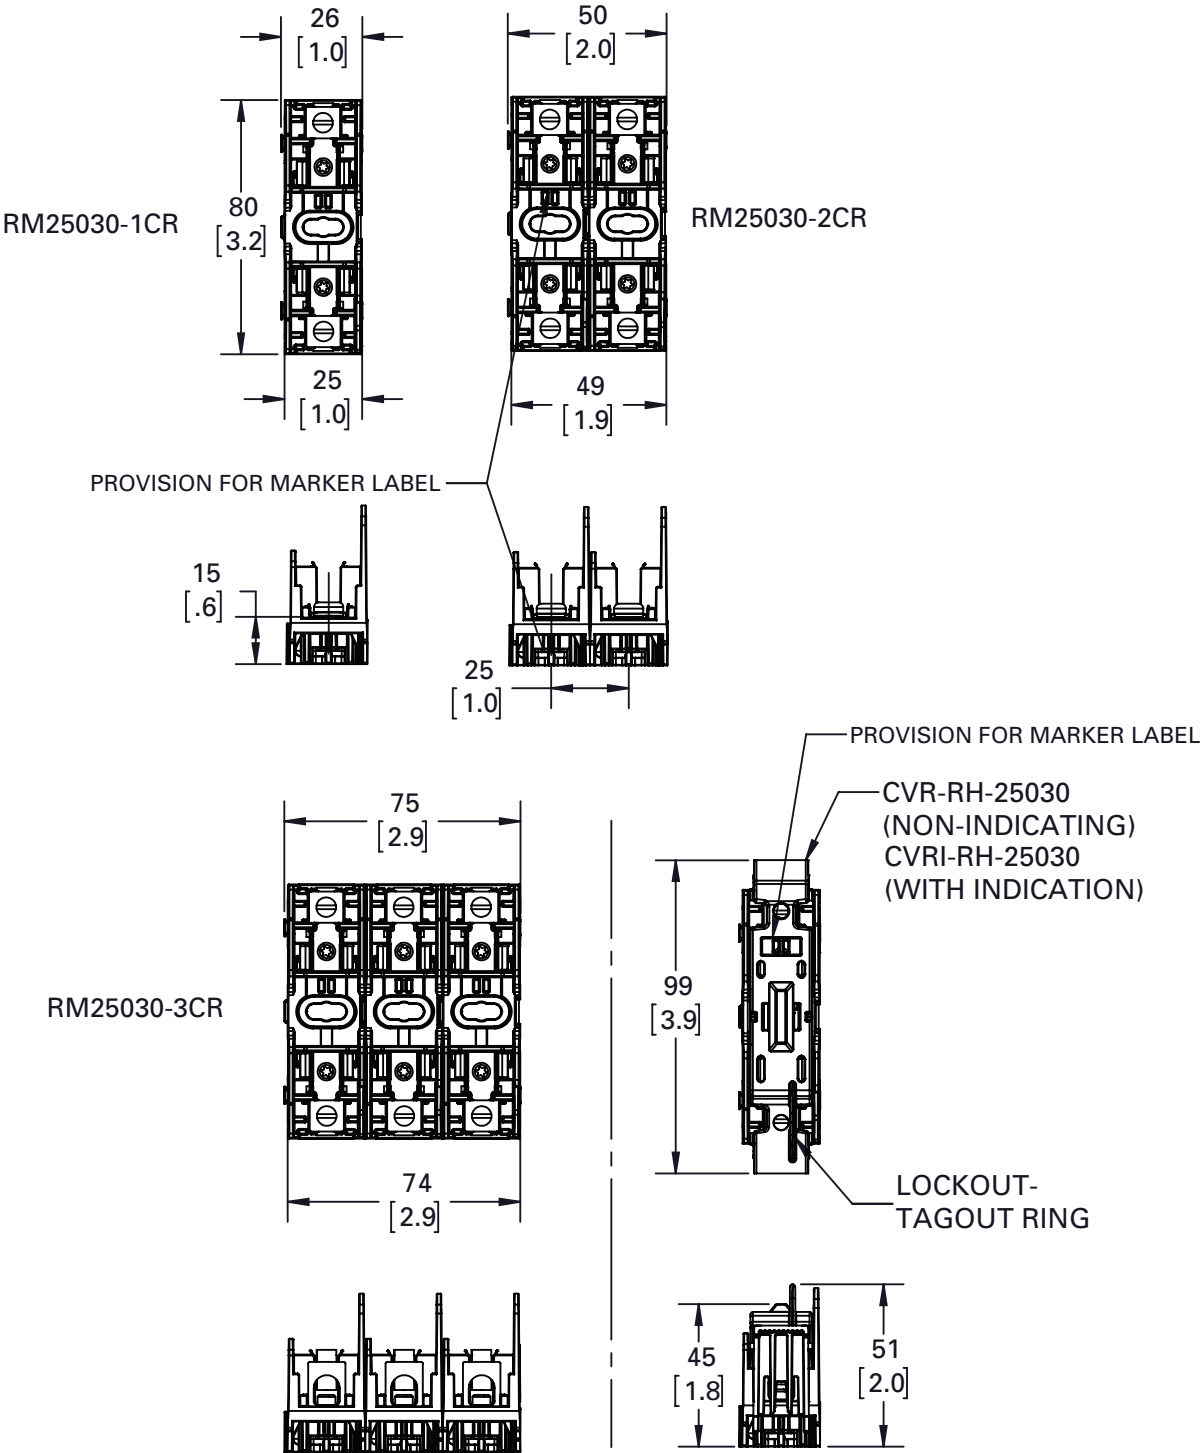 26
[1.0]
50
[2.0]
RM25030-1CR
80
[3.2]
RM25030-2CR
25
[1.0]
49
[1.9]
PROVISION FOR MARKER LABEL
15
[.6]
25
[1.0]
PROVISION FOR MARKER LABEL
CVR-RH-25030
(NON-INDICATING)
CVRI-RH-25030
(WITH INDICATION)
75
[2.9]
RM25030-3CR
99
[3.9]
74
[2.9]
LOCKOUT-
TAGOUT RING
45
[1.8]
51
[2.0]